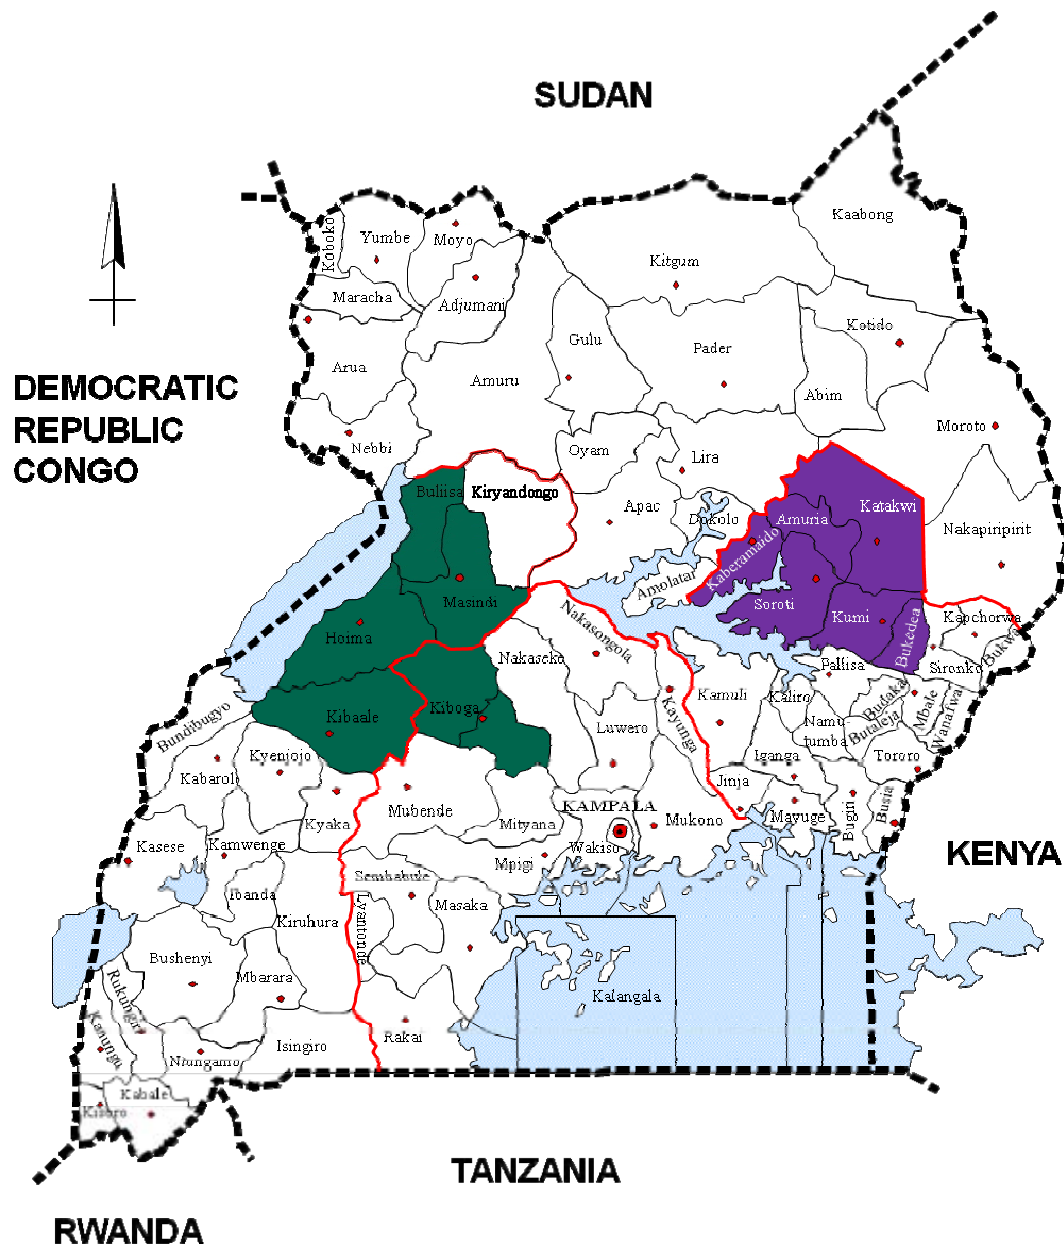 SUDAN
Kaabong
Koboko
Yumbe
Moyo
Kitgum
Maracha
Adjumani
Kotido
Gulu
Pader
Arua
Amuru
Abim
DEMOCRATIC
REPUBLIC
CONGO
Moroto
Nebbi
Oyam
Lira
Buliisa
Kiryandongo
Apac
Dokolo
Amuria
Katakwi
Nakapiripirit
Kaberamaido
Amolatar
Masindi
Soroti
Kumi
Bukedea
Kapchorwa
Hoima
Nakasongola
Nakaseke
Pallisa
Sironko
Bukwa
Kamuli
Kaliro
Budaka
Mbale
Wanafwa
Kibaale
Kiboga
Kayunga
Namu-
tumba
Butaleja
Bundibugyo
Luwero
Kyenjojo
Iganga
Tororo
Kabarol
Jinja
Mubende
KAMPALA
Mukono
Mayuge
Bugiri
Busia
Kyaka
Mityana
Kasese
Kamwenge
Wakiso
KENYA
Mpigi
Sembabule
Ibanda
Kiruhura
Lyantonde
Masaka
Bushenyi
Mbarara
Rukungiri
Kalangala
Kanungu
Ntungamo
Isingiro
Rakai
Kabale
Kisoro
TANZANIA
RWANDA